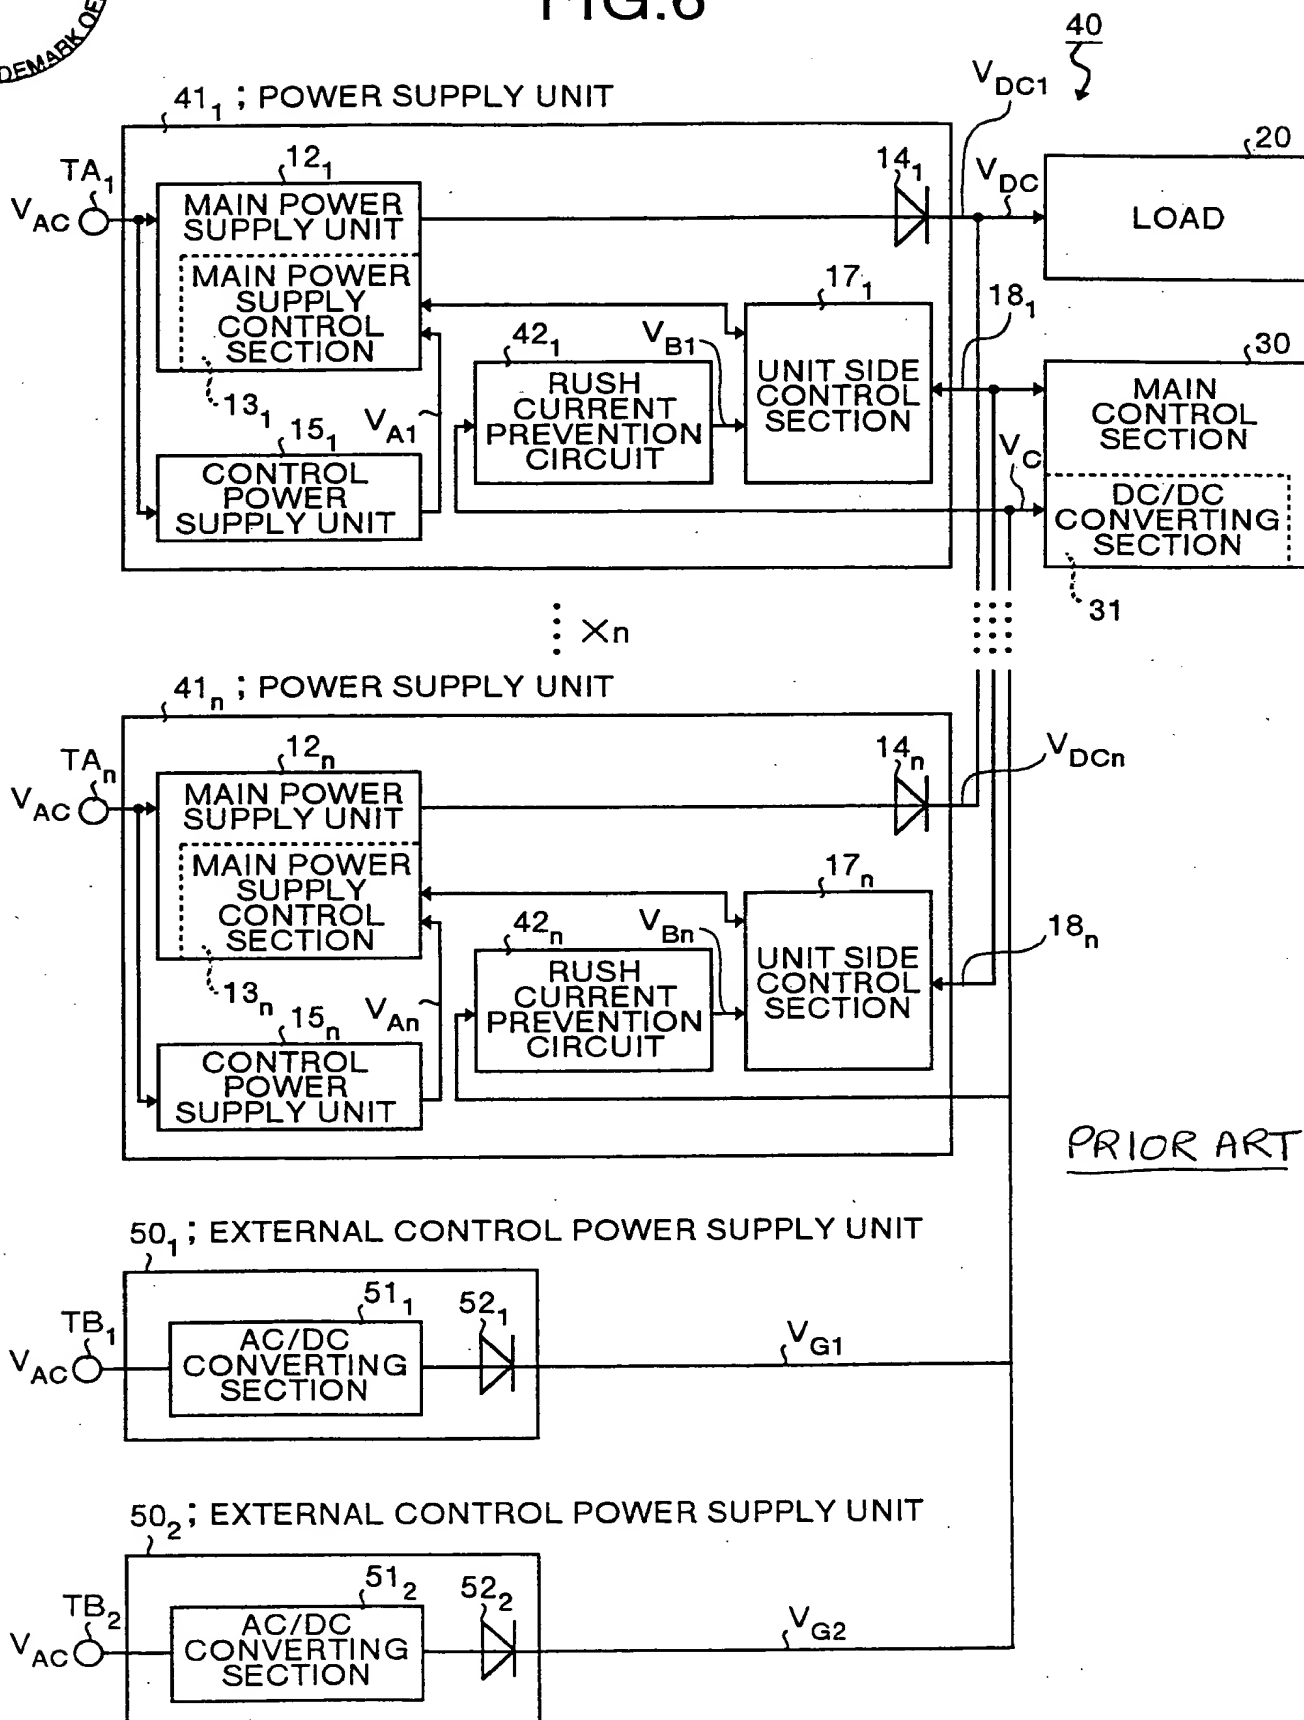 FIG.6
DEMARK OF
40
41₁ ; POWER SUPPLY UNIT
V_DC1
TA₁
V_AC
12₁
MAIN POWER
SUPPLY UNIT
MAIN POWER
SUPPLY
CONTROL
SECTION
13₁
14₁
V_DC
20
LOAD
17₁
UNIT SIDE
CONTROL
SECTION
18₁
42₁
RUSH
CURRENT
PREVENTION
CIRCUIT
V_B1
V_A1
15₁
CONTROL
POWER
SUPPLY UNIT
30
MAIN
CONTROL
SECTION
V_C
DC/DC
CONVERTING
SECTION
31
×n
41ₙ ; POWER SUPPLY UNIT
TAₙ
V_AC
12ₙ
MAIN POWER
SUPPLY UNIT
MAIN POWER
SUPPLY
CONTROL
SECTION
13ₙ
14ₙ
V_DCn
17ₙ
UNIT SIDE
CONTROL
SECTION
18ₙ
42ₙ
RUSH
CURRENT
PREVENTION
CIRCUIT
V_Bn
V_An
15ₙ
CONTROL
POWER
SUPPLY UNIT
PRIOR ART
50₁ ; EXTERNAL CONTROL POWER SUPPLY UNIT
TB₁
V_AC
51₁
AC/DC
CONVERTING
SECTION
52₁
V_G1
50₂ ; EXTERNAL CONTROL POWER SUPPLY UNIT
TB₂
V_AC
51₂
AC/DC
CONVERTING
SECTION
52₂
V_G2